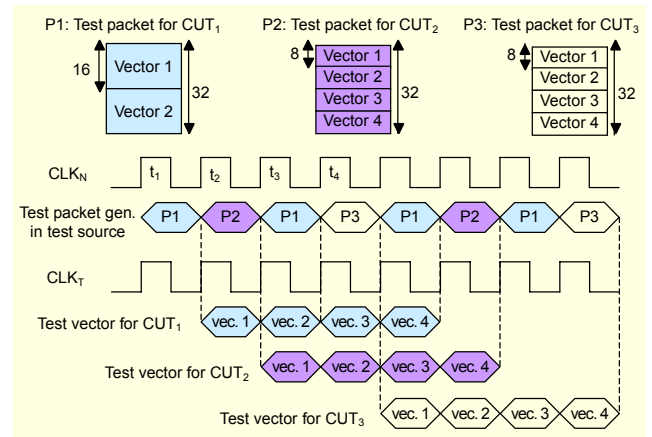 P1: Test packet for CUT₁
P2: Test packet for CUT₂
P3: Test packet for CUT₃
16
Vector 1
Vector 2
32
8
Vector 1
Vector 2
Vector 3
Vector 4
32
8
Vector 1
Vector 2
Vector 3
Vector 4
32
CLK_N
t₁ t₂ t₃ t₄
Test packet gen.
in test source
P1 P2 P1 P3 P1 P2 P1 P3
CLK_T
Test vector for CUT₁
vec. 1 vec. 2 vec. 3 vec. 4
Test vector for CUT₂
vec. 1 vec. 2 vec. 3 vec. 4
Test vector for CUT₃
vec. 1 vec. 2 vec. 3 vec. 4